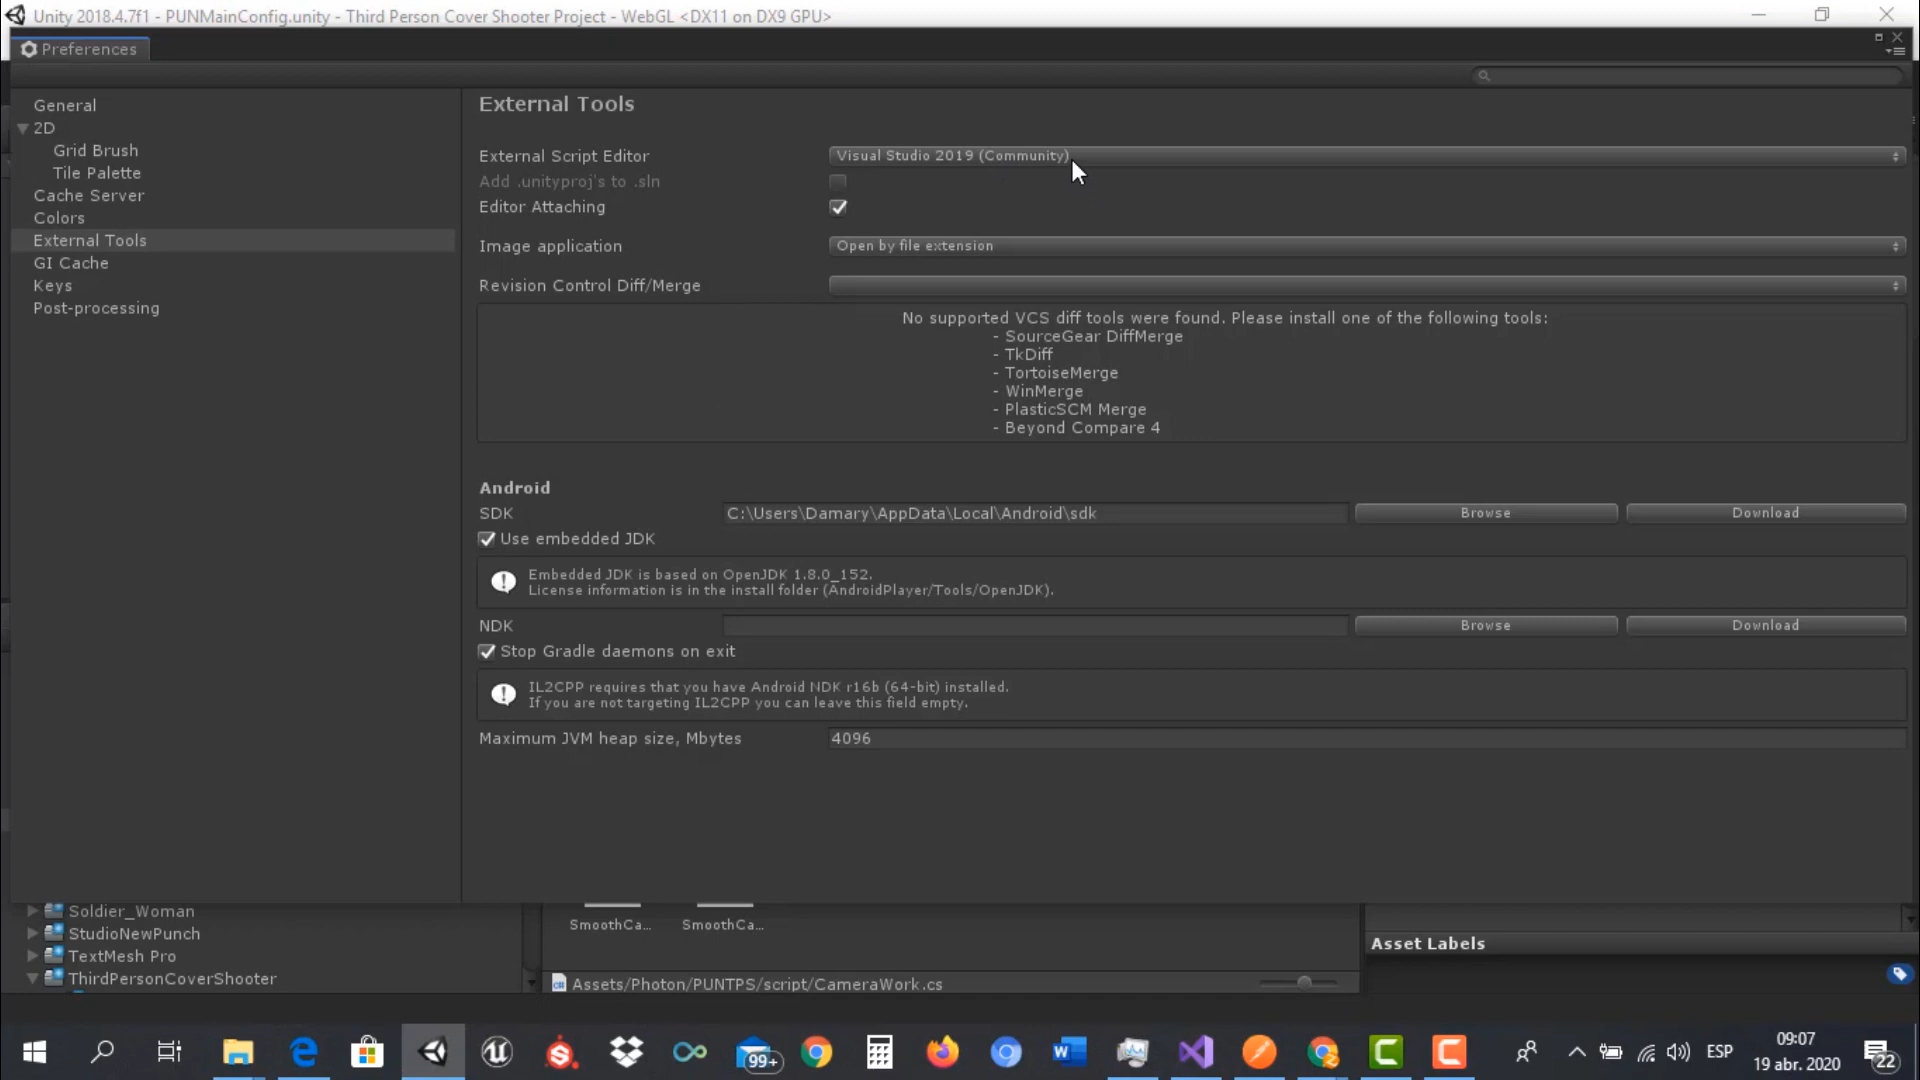 Unity 2018.4.7f1 - PUNMainConfig.unity - Third Person Cover Shooter Project - WebGL <DX11 on DX9 GPU>
Preferences
General
2D
Grid Brush
Tile Palette
Cache Server
Colors
External Tools
GI Cache
Keys
Post-processing
External Tools
External Script Editor
Visual Studio 2019 (Community)
Add .unityproj's to .sln
Editor Attaching
Image application
Open by file extension
Revision Control Diff/Merge
No supported VCS diff tools were found. Please install one of the following tools:
- SourceGear DiffMerge
- TkDiff
- TortoiseMerge
- WinMerge
- PlasticSCM Merge
- Beyond Compare 4
Android
SDK
C:\Users\Damary\AppData\Local\Android\sdk
Browse
Download
Use embedded JDK
Embedded JDK is based on OpenJDK 1.8.0_152.
License information is in the install folder (AndroidPlayer/Tools/OpenJDK).
NDK
Browse
Download
Stop Gradle daemons on exit
IL2CPP requires that you have Android NDK r16b (64-bit) installed.
If you are not targeting IL2CPP you can leave this field empty.
Maximum JVM heap size, Mbytes
4096
Soldier_Woman
StudioNewPunch
TextMesh Pro
ThirdPersonCoverShooter
SmoothCa...
SmoothCa...
Assets/Photon/PUNTPS/script/CameraWork.cs
Asset Labels
99+
ESP
09:07
19 abr. 2020
22